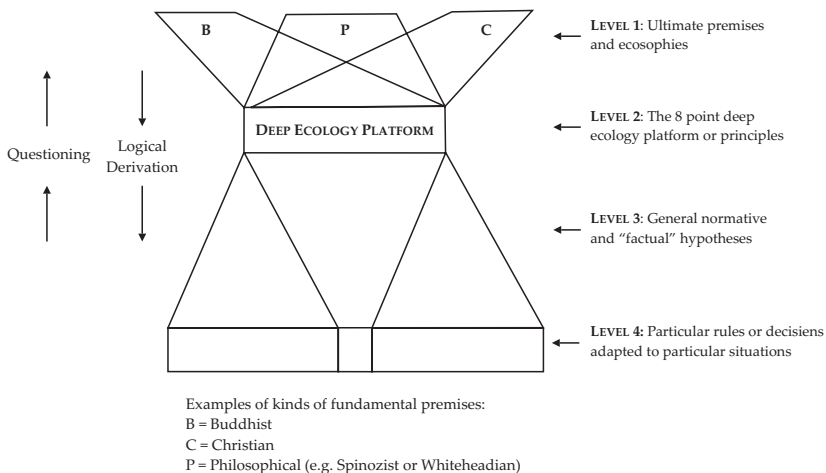 B
P
C
LEVEL 1: Ultimate premises
and ecosophies
DEEP ECOLOGY PLATFORM
LEVEL 2: The 8 point deep
ecology platform or principles
Questioning
Logical
Derivation
LEVEL 3: General normative
and “factual” hypotheses
LEVEL 4: Particular rules or decisiens
adapted to particular situations
Examples of kinds of fundamental premises:
B = Buddhist
C = Christian
P = Philosophical (e.g. Spinozist or Whiteheadian)